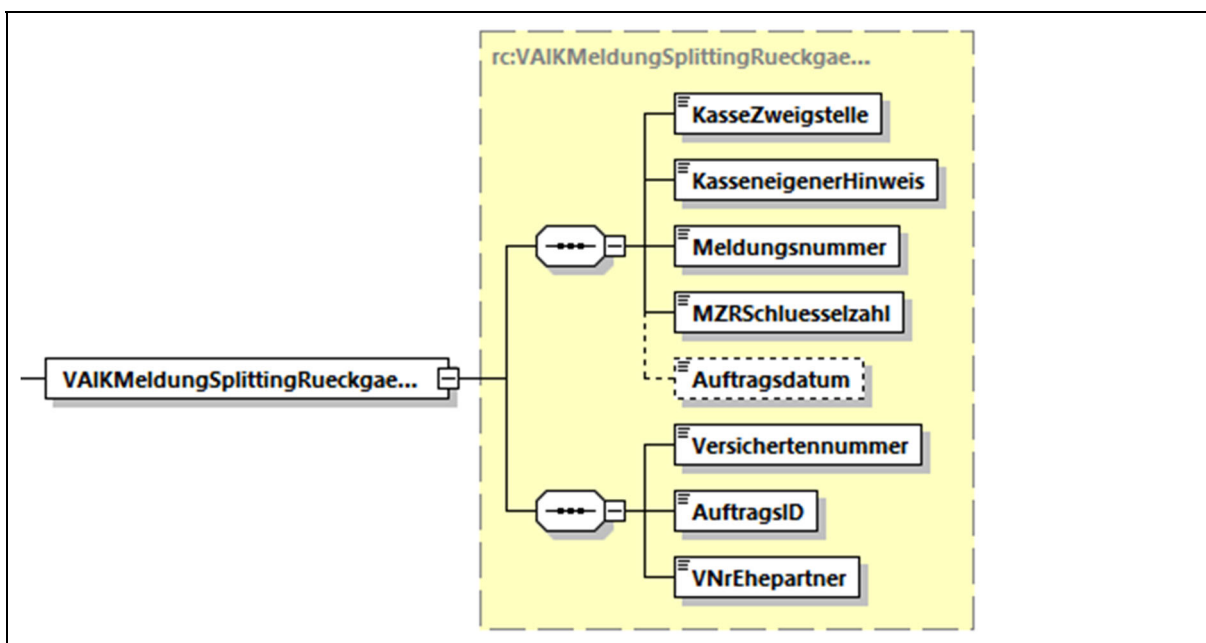 rc:VAIKMeldungSplittingRueckgae...
KasseZweigstelle
KasseneigenerHinweis
Meldungsnummer
MZRSchluesselzahl
VAIKMeldungSplittingRueckgae...
Auftragsdatum
Versichertennummer
AuftragsID
VNrEhepartner